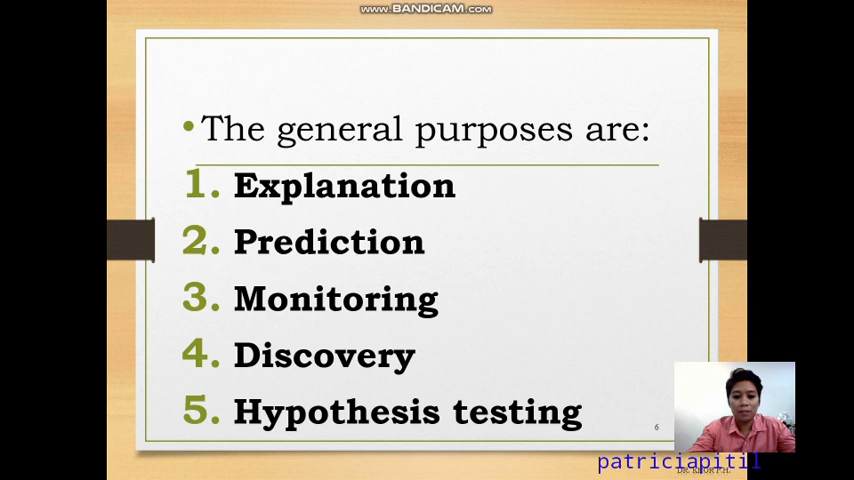 www.BANDICAM.com
• The general purposes are:
1. Explanation
2. Prediction
3. Monitoring
4. Discovery
5. Hypothesis testing
6
patriciapitil